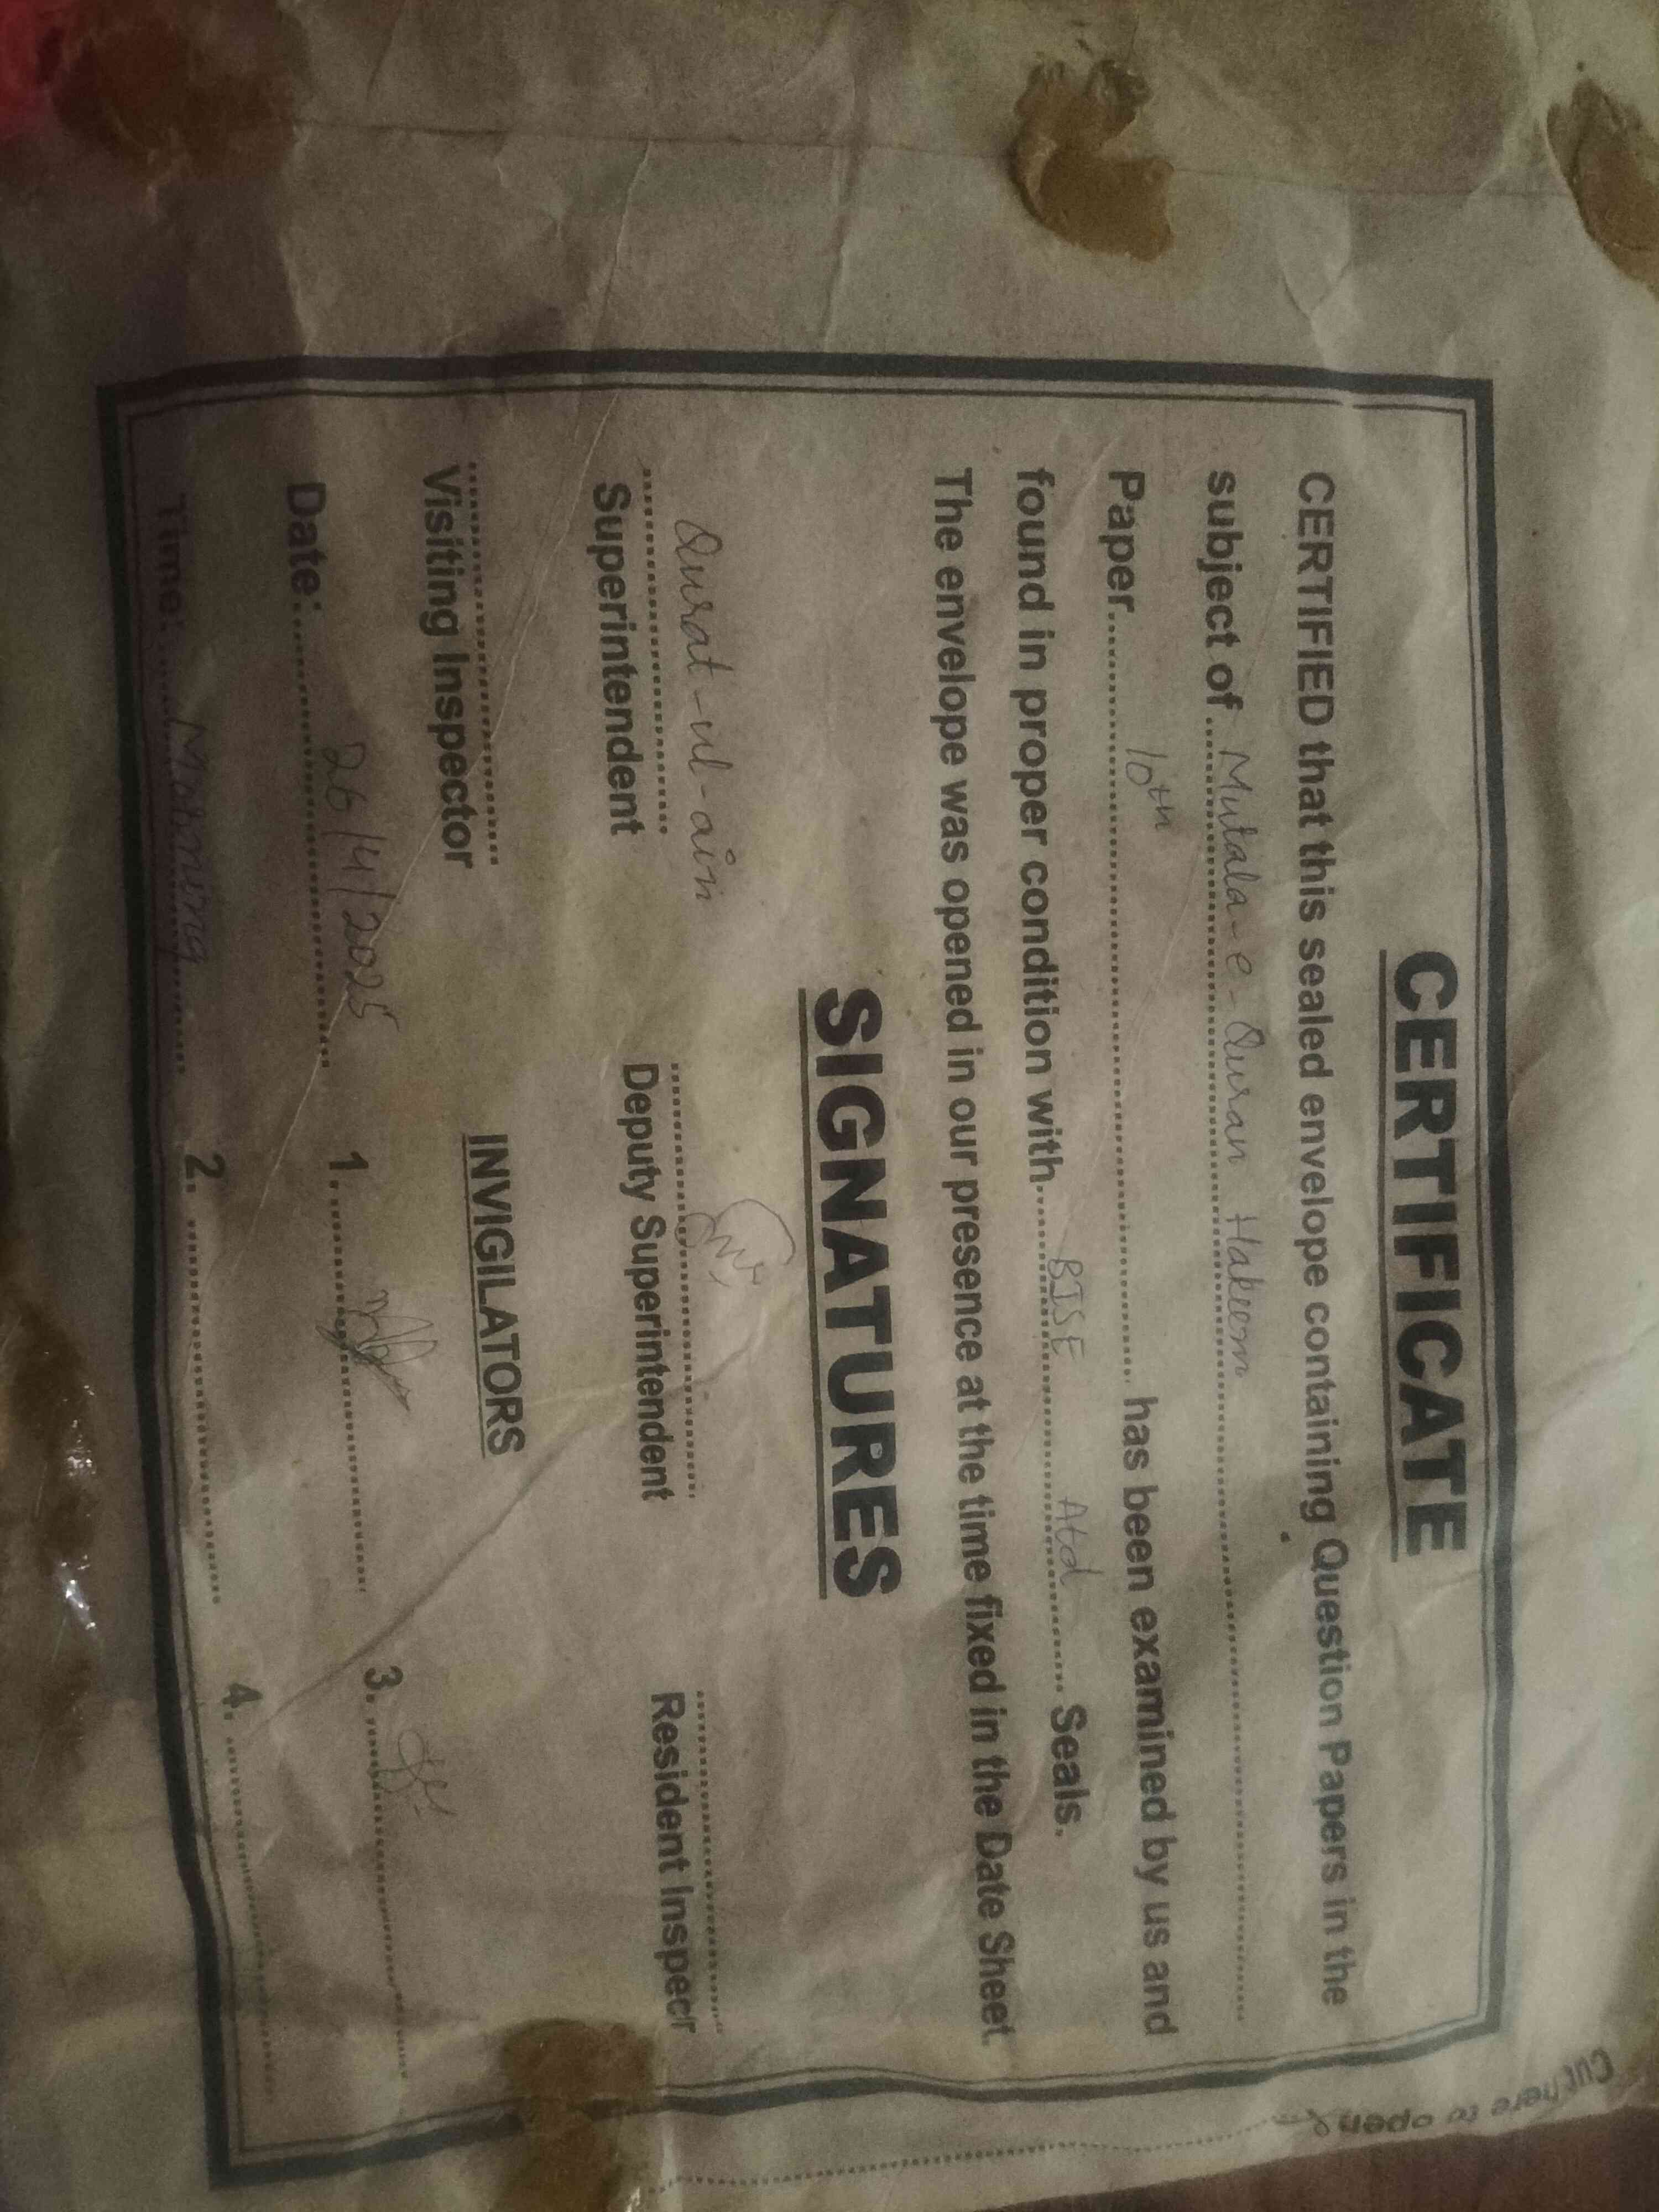 CERTIFICATE
CERTIFIED that this sealed envelope containing Question Papers in the
subject of Mutala-e-Quran Hakeem
Paper 10th has been examined by us and
found in proper condition with BISE Atd Seals.
The envelope was opened in our presence at the time fixed in the Date Sheet.
SIGNATURES
Qurat-ul-ain
Superintendent Deputy Superintendent Resident Inspecr
Visiting Inspector
INVIGILATORS
Date: 26/4/2025 1. 3.
Time: Mohrning 2. 4.
Cut here to open